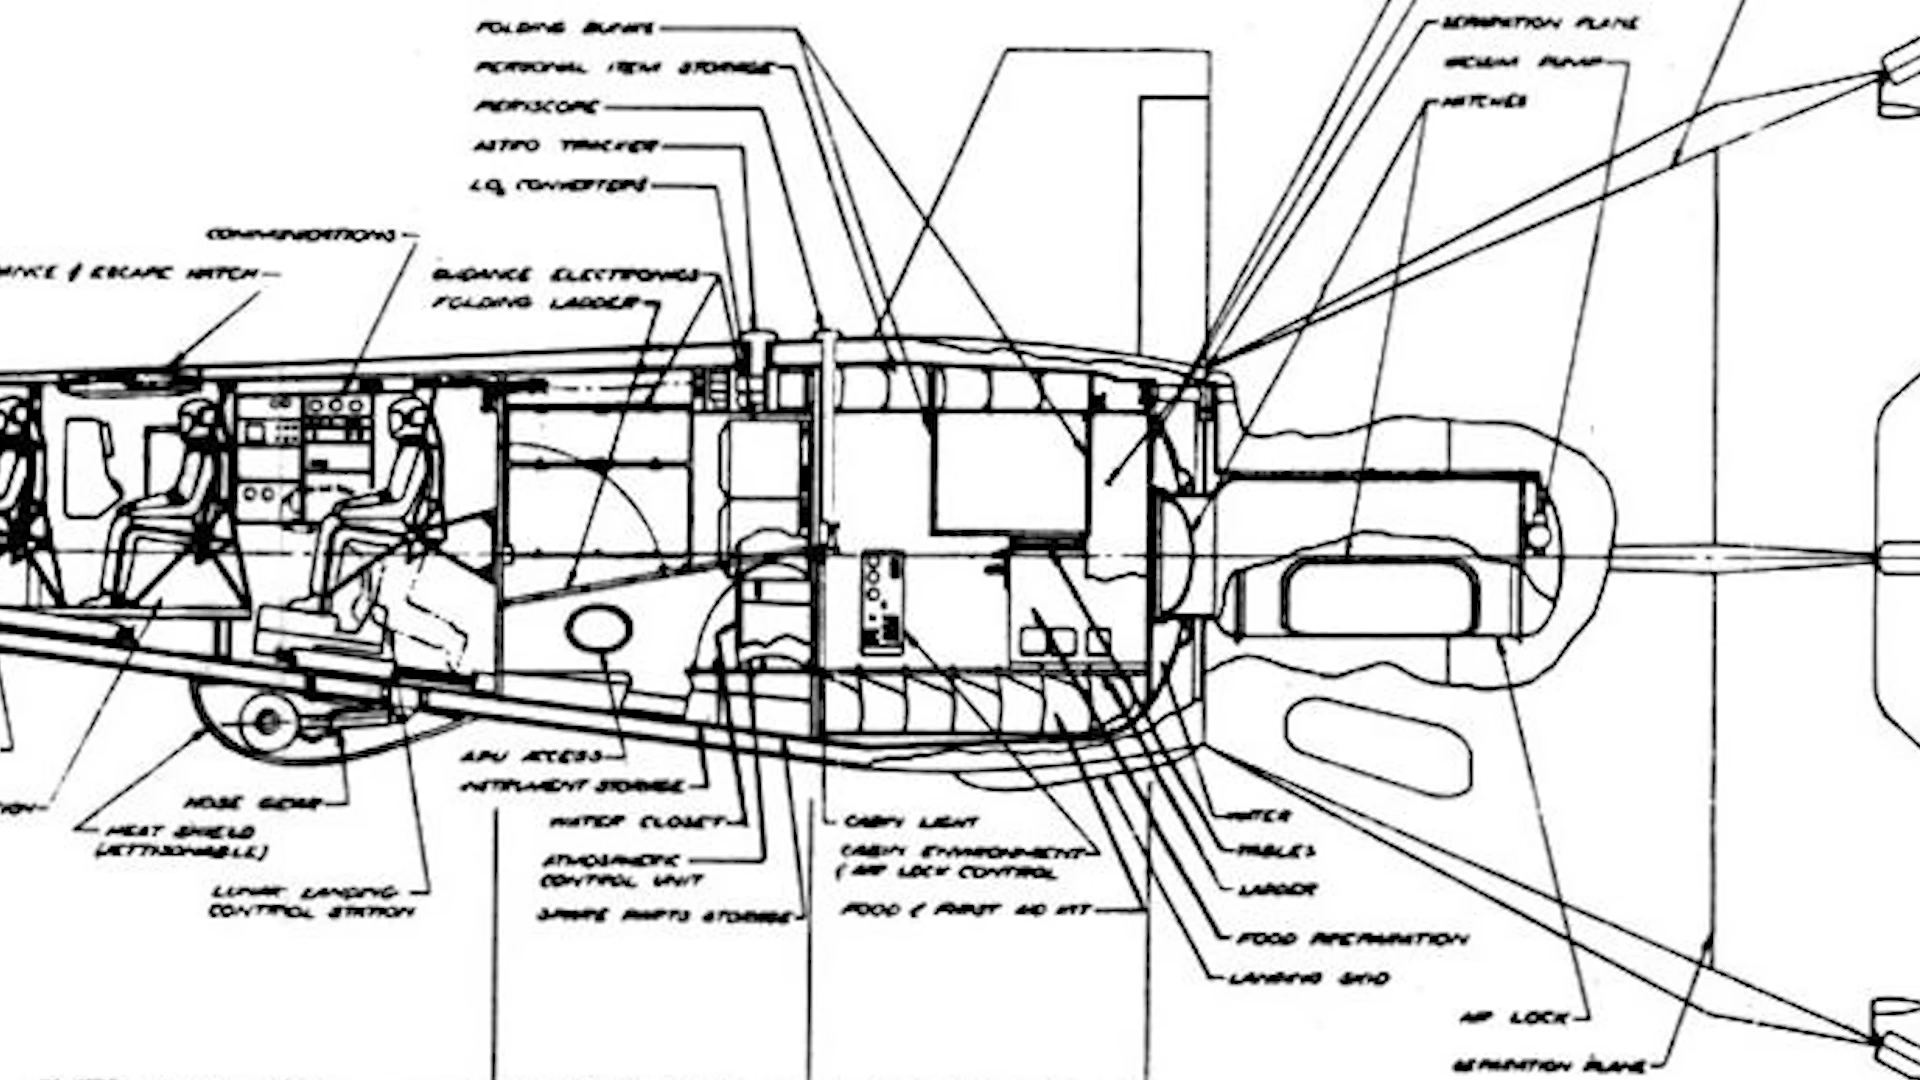 FOLDING BUNKS
PERSONAL ITEM STORAGE
PERISCOPE
ASTRO TRACKER
LO₂ CONVERTERS
COMMUNICATIONS
ANCE & ESCAPE HATCH
GUIDANCE ELECTRONICS
FOLDING LADDER
SEPARATION PLANE
VACUUM PUMP
HATCHES
NOSE GEAR
HEAT SHIELD
(JETTISONABLE)
LUNAR LANDING
CONTROL STATION
APU ACCESS
INSTRUMENT STORAGE
WATER CLOSET
ATMOSPHERIC
CONTROL UNIT
SPARE PARTS STORAGE
CABIN LIGHT
CABIN ENVIRONMENT
& AIR LOCK CONTROL
FOOD & FIRST AID KIT
WATER
TABLES
LADDER
FOOD PREPARATION
LANDING SKID
AIR LOCK
SEPARATION PLANE